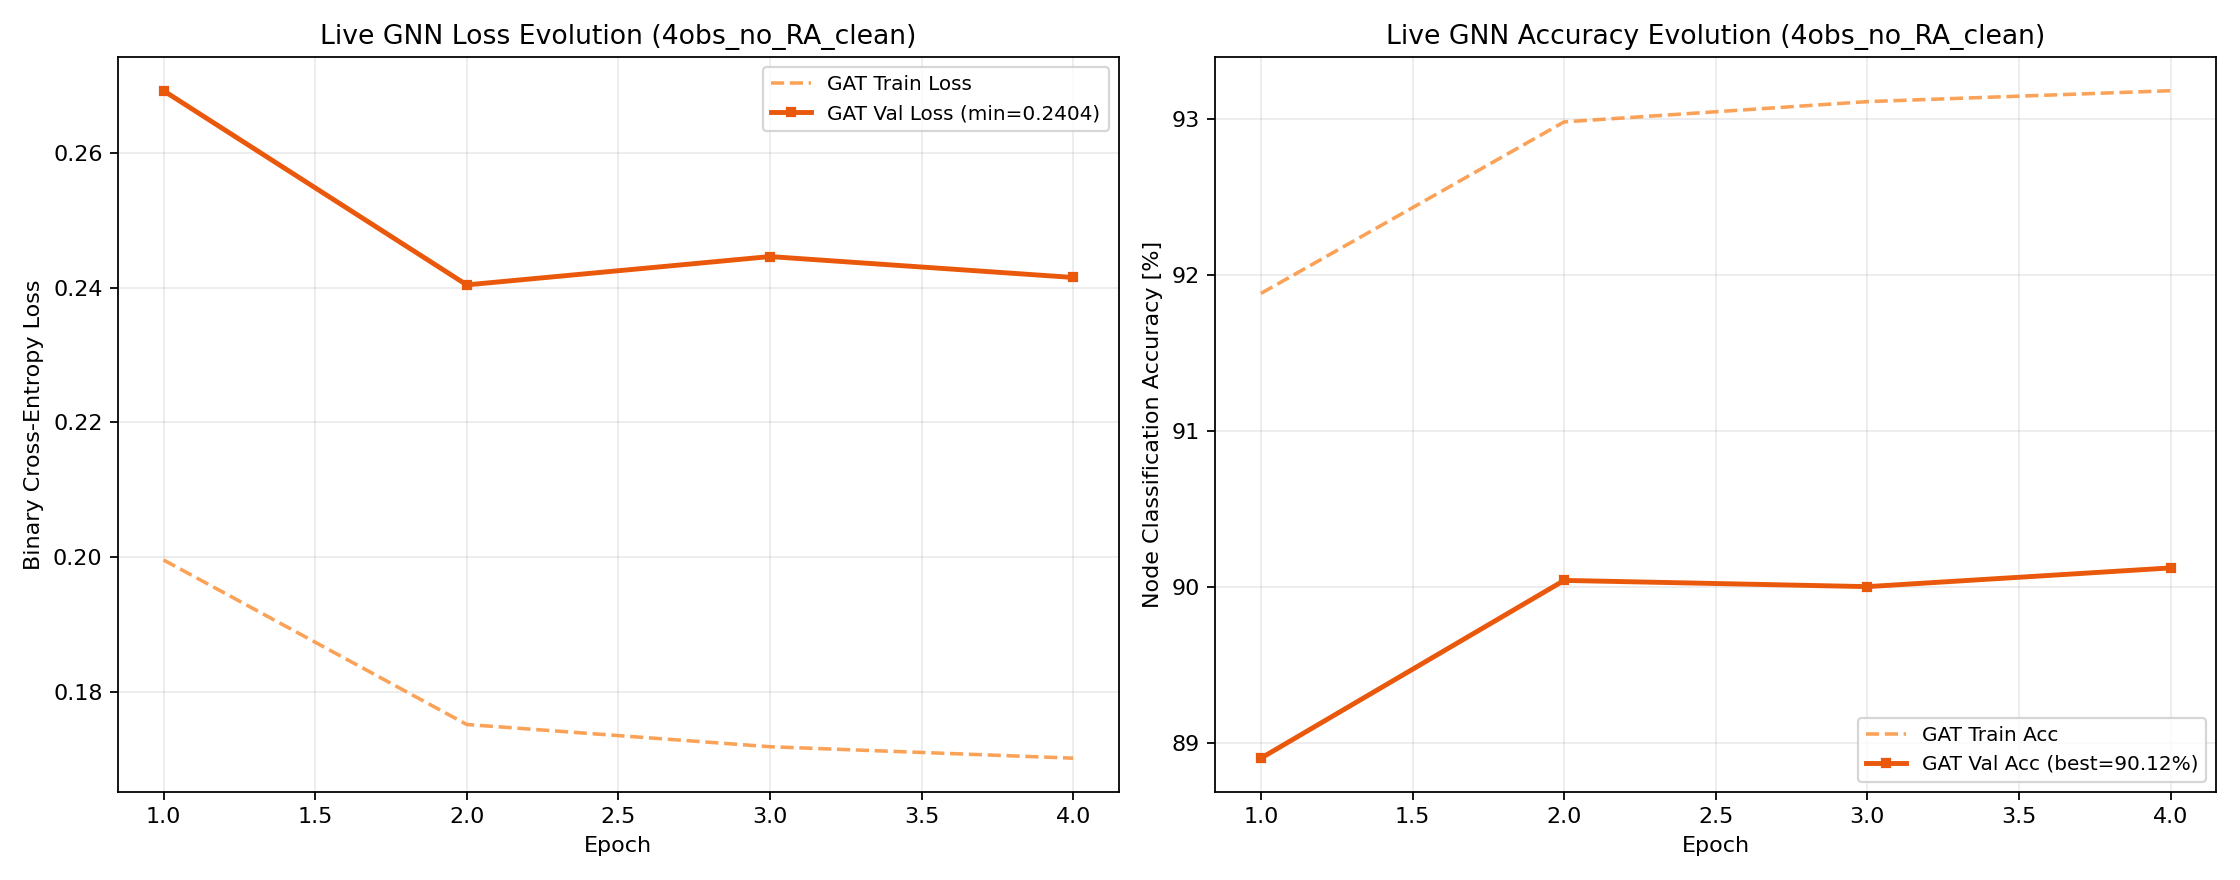 Live GNN Loss Evolution (4obs_no_RA_clean)
GAT Train Loss
GAT Val Loss (min=0.2404)
Binary Cross-Entropy Loss
0.26
0.24
0.22
0.20
0.18
1.0
1.5
2.0
2.5
3.0
3.5
4.0
Epoch
Live GNN Accuracy Evolution (4obs_no_RA_clean)
Node Classification Accuracy [%]
93
92
91
90
89
GAT Train Acc
GAT Val Acc (best=90.12%)
1.0
1.5
2.0
2.5
3.0
3.5
4.0
Epoch